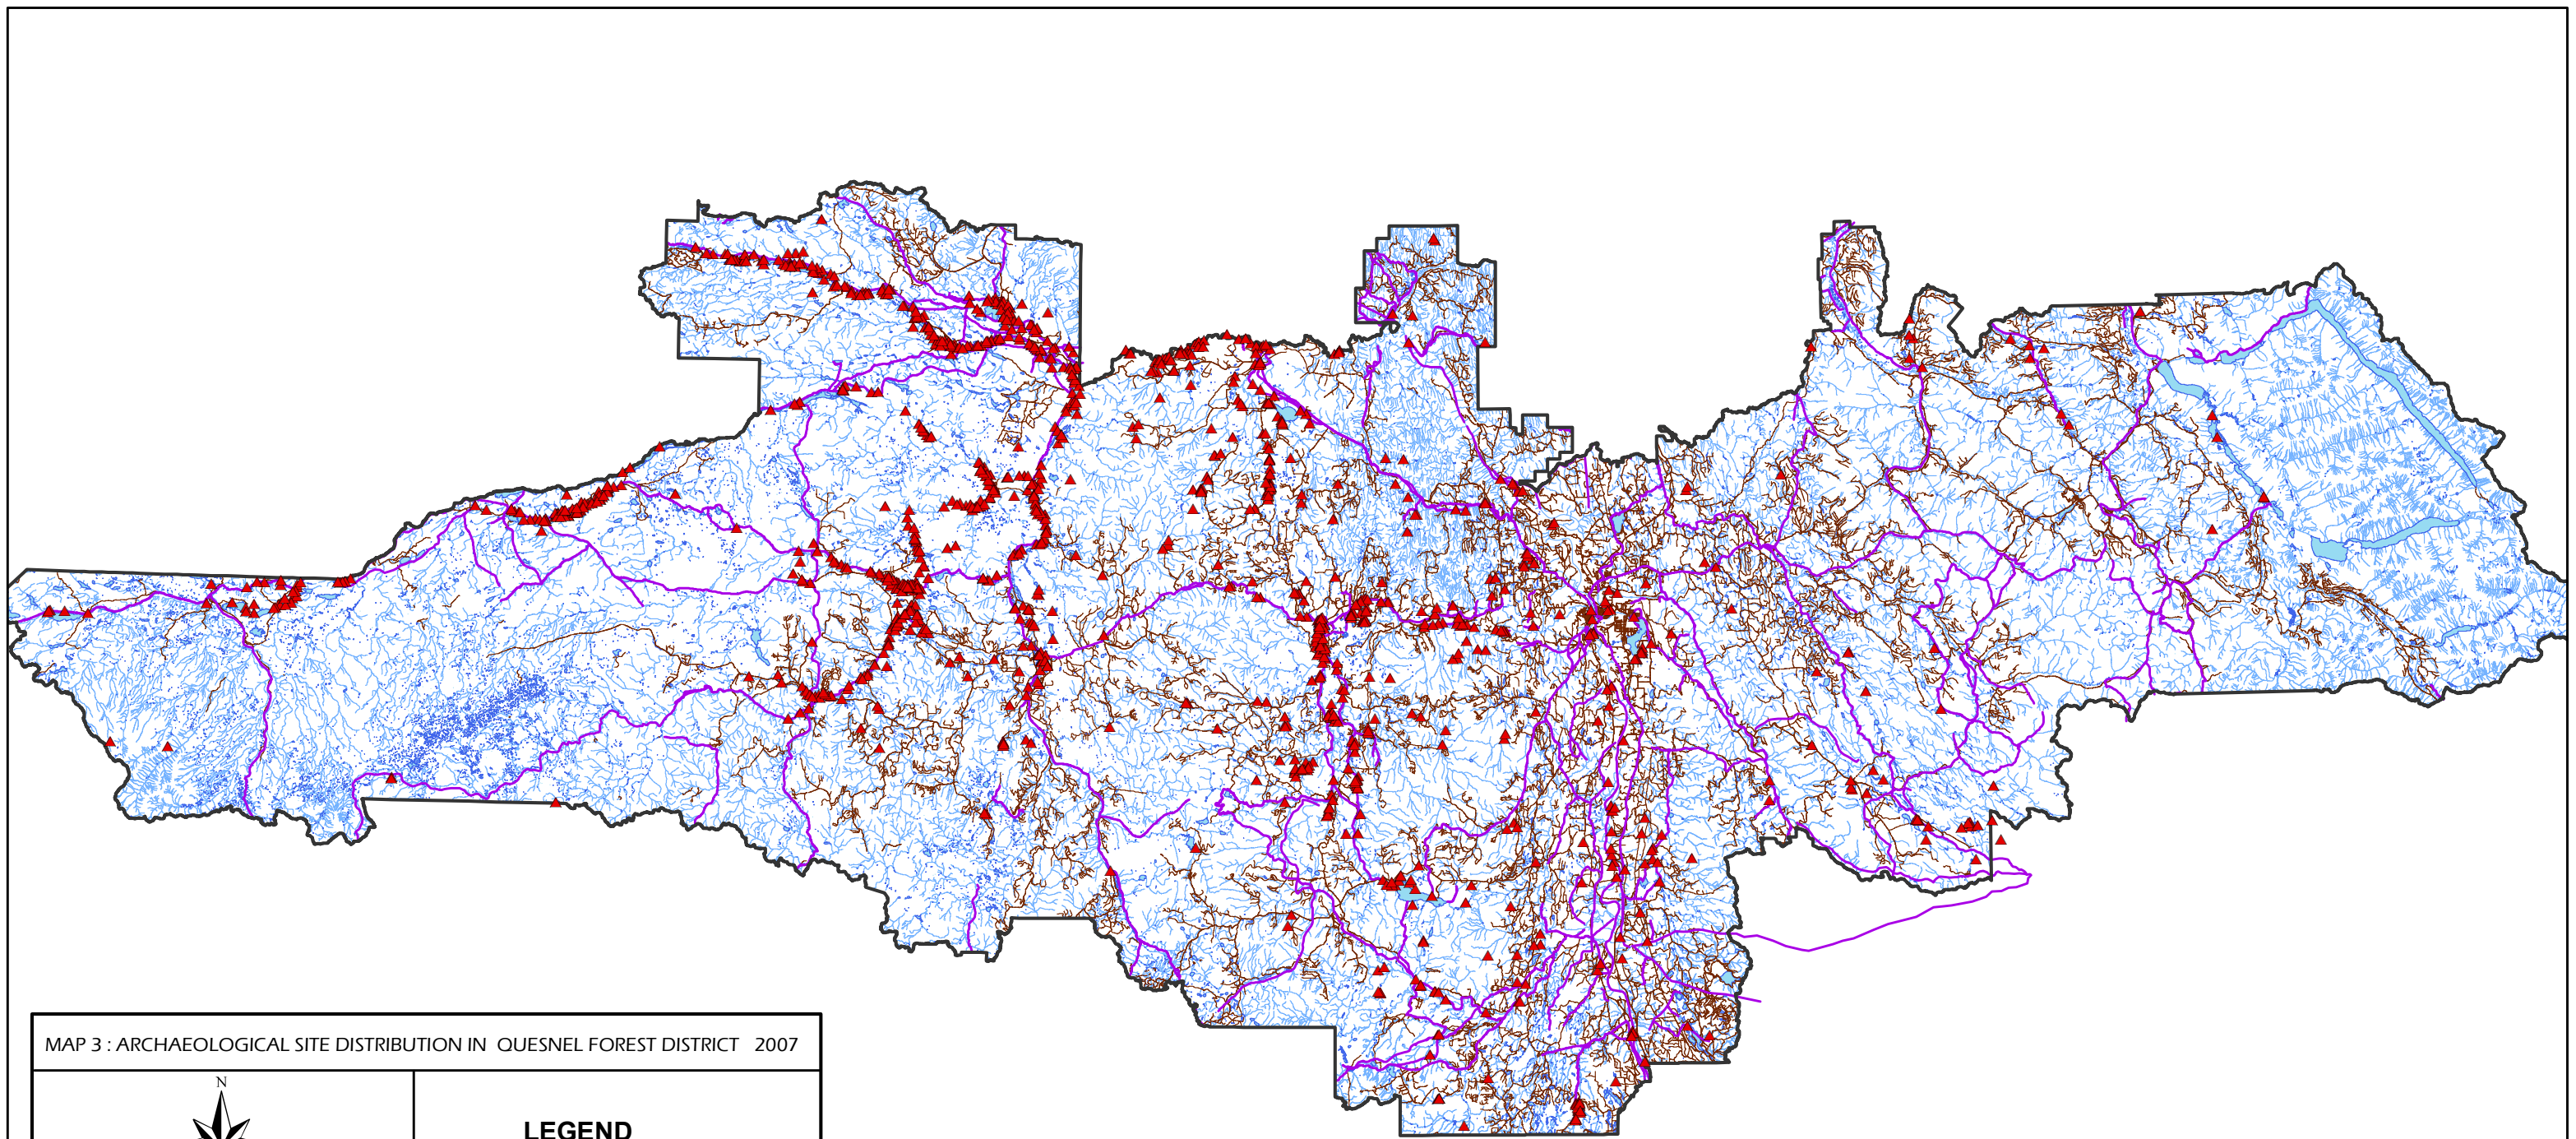 MAP 3 : ARCHAEOLOGICAL SITE DISTRIBUTION IN QUESNEL FOREST DISTRICT 2007
N
LEGEND